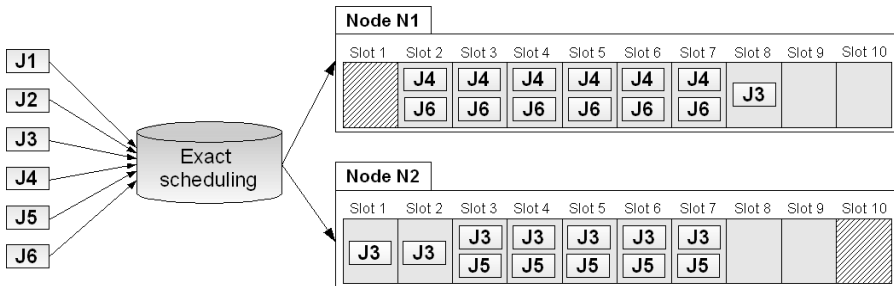 J1
J2
J3
J4
J5
J6
Exact
scheduling
Node N1
Slot 1 Slot 2 Slot 3 Slot 4 Slot 5 Slot 6 Slot 7 Slot 8 Slot 9 Slot 10
J4 J4 J4 J4 J4 J4
J3
J6 J6 J6 J6 J6 J6
Node N2
Slot 1 Slot 2 Slot 3 Slot 4 Slot 5 Slot 6 Slot 7 Slot 8 Slot 9 Slot 10
J3 J3 J3 J3 J3
J3 J3
J5 J5 J5 J5 J5